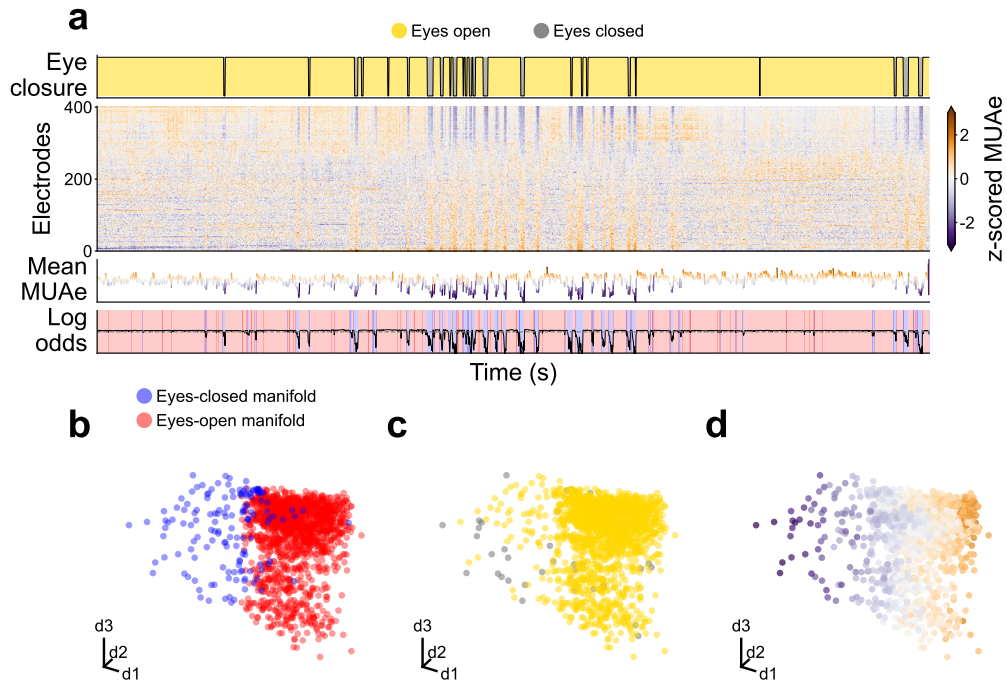 a
Eyes open
Eyes closed
Eye
closure
400
200
0
Electrodes
2
0
-2
z-scored MUAe
Mean
MUAe
Log
odds
Time (s)
Eyes-closed manifold
Eyes-open manifold
b
c
d
d3
d2
d1
d3
d2
d1
d3
d2
d1